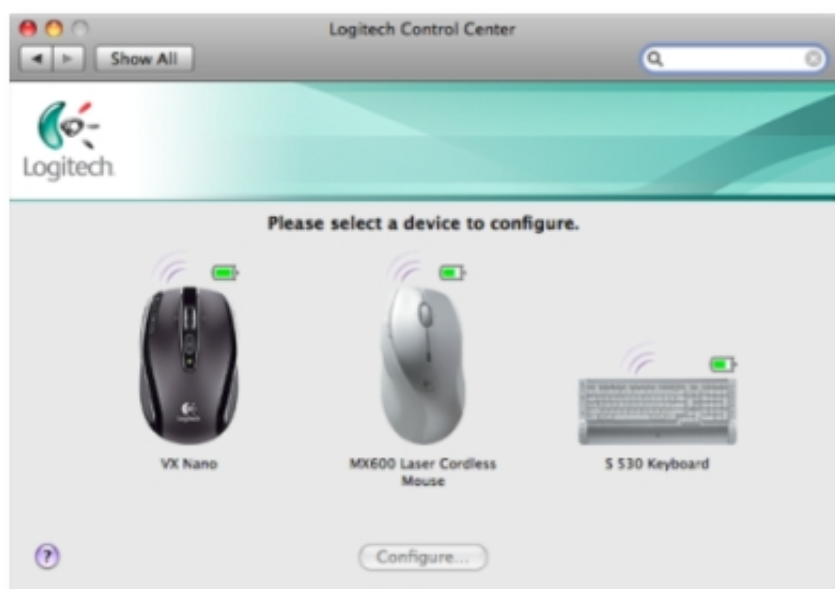 Logitech Control Center
Show All
Logitech
Please select a device to configure.
VX Nano
MX600 Laser Cordless
Mouse
S 530 Keyboard
?
Configure...